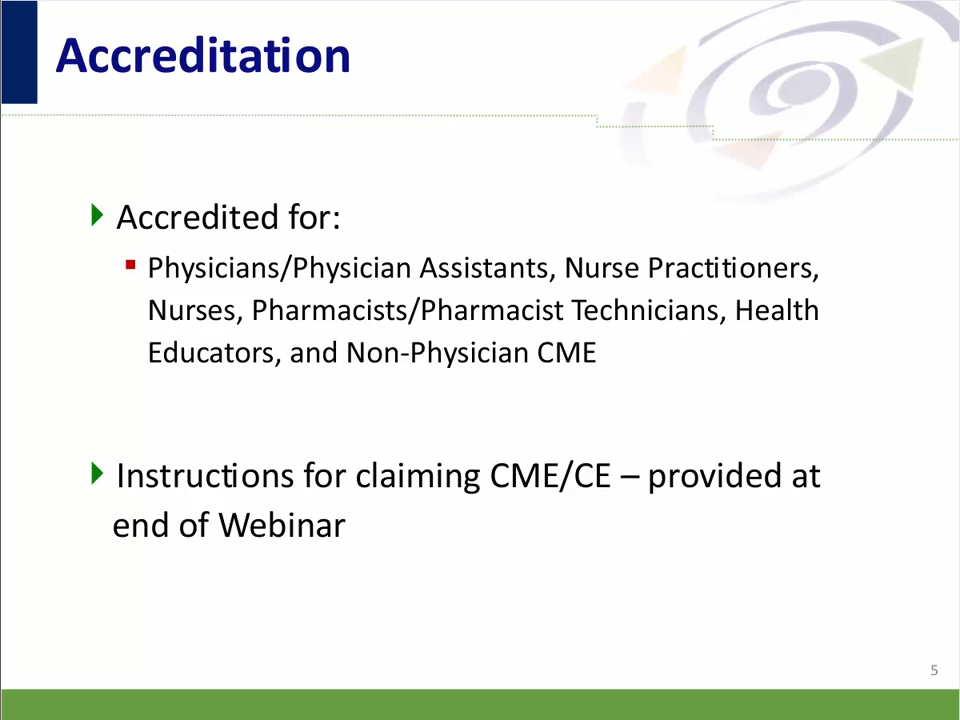 Accreditation
Accredited for:
Physicians/Physician Assistants, Nurse Practitioners,
Nurses, Pharmacists/Pharmacist Technicians, Health
Educators, and Non-Physician CME
Instructions for claiming CME/CE – provided at
end of Webinar
5